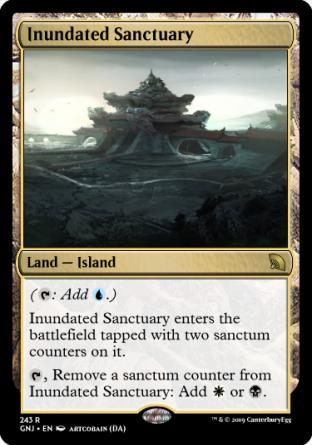 Inundated Sanctuary
Land — Island
(: Add .)
Inundated Sanctuary enters the
battlefield tapped with two sanctum
counters on it.
, Remove a sanctum counter from
Inundated Sanctuary: Add or .
243 R
GNJ • EN ARTCOBAIN (DA)
™ & © 2019 CanterburyEgg